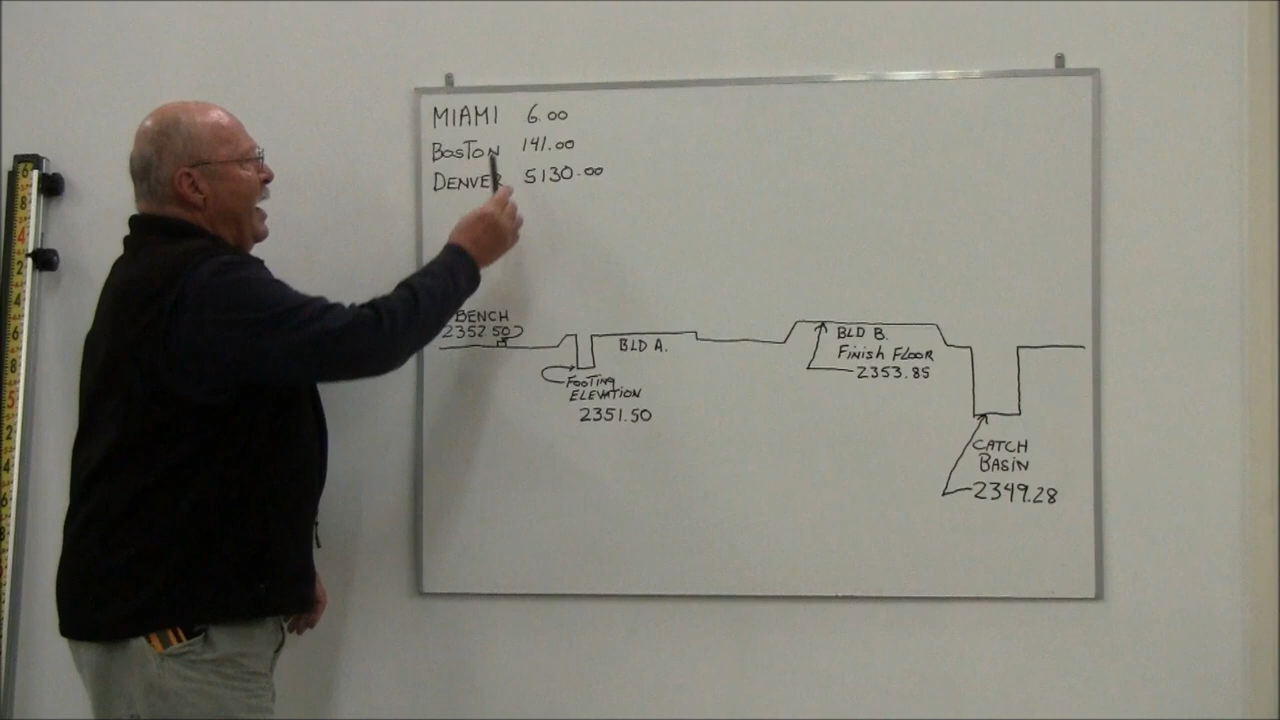 MIAMI 6.00
BOSTON 141.00
DENVER 5130.00
BENCH
2352.50
BLD A.
FOOTING
ELEVATION
2351.50
BLD B.
FINISH FLOOR
2353.85
CATCH
BASIN
2349.28